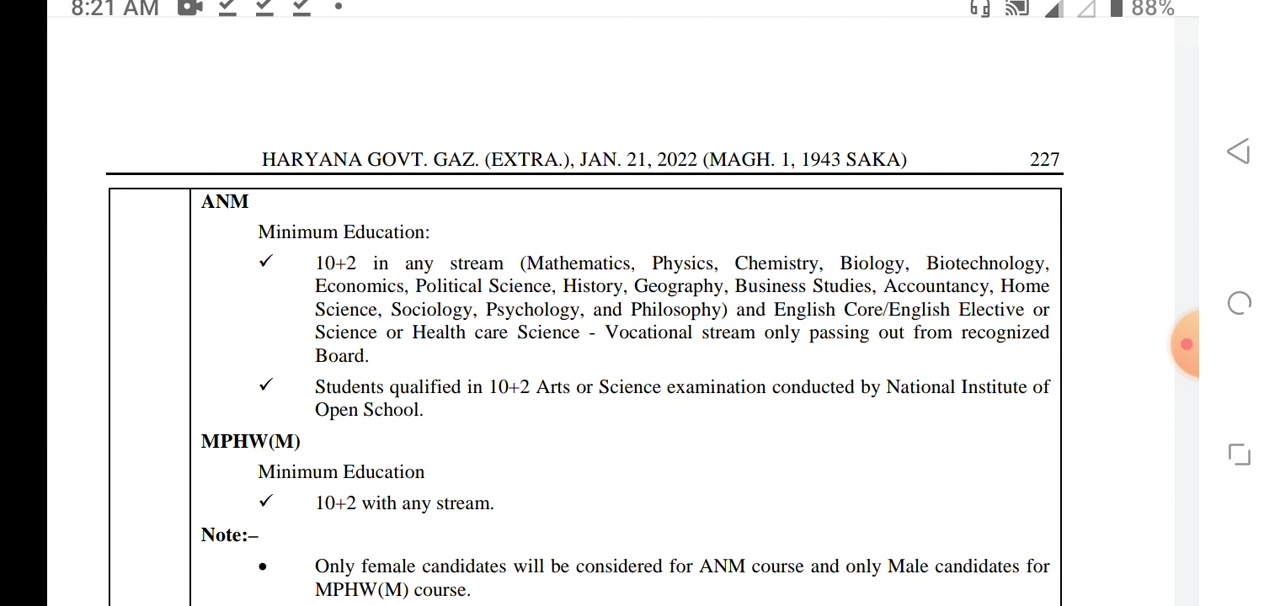 8:21 AM
88%
HARYANA GOVT. GAZ. (EXTRA.), JAN. 21, 2022 (MAGH. 1, 1943 SAKA) 227
ANM
Minimum Education:
✓ 10+2 in any stream (Mathematics, Physics, Chemistry, Biology, Biotechnology,
Economics, Political Science, History, Geography, Business Studies, Accountancy, Home
Science, Sociology, Psychology, and Philosophy) and English Core/English Elective or
Science or Health care Science - Vocational stream only passing out from recognized
Board.
✓ Students qualified in 10+2 Arts or Science examination conducted by National Institute of
Open School.
MPHW(M)
Minimum Education
✓ 10+2 with any stream.
Note:–
• Only female candidates will be considered for ANM course and only Male candidates for
MPHW(M) course.